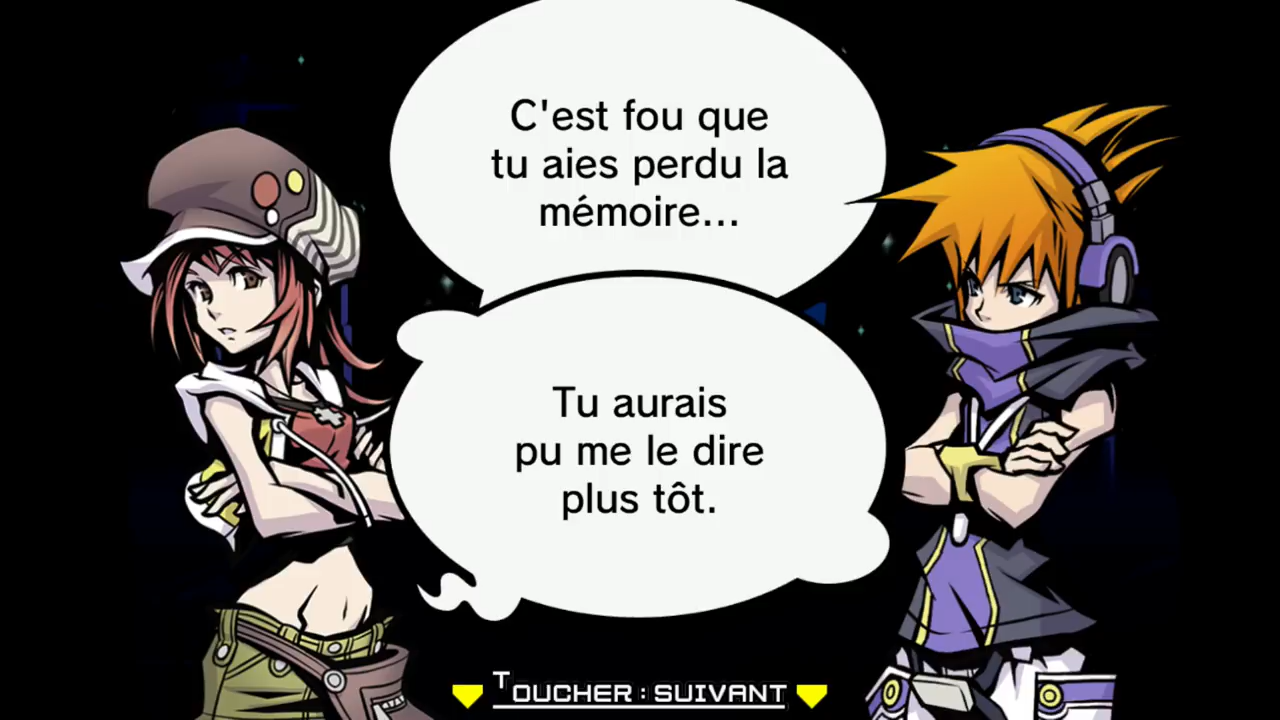 C'est fou que
tu aies perdu la
mémoire...
Tu aurais
pu me le dire
plus tôt.
TOUCHER : SUIVANT